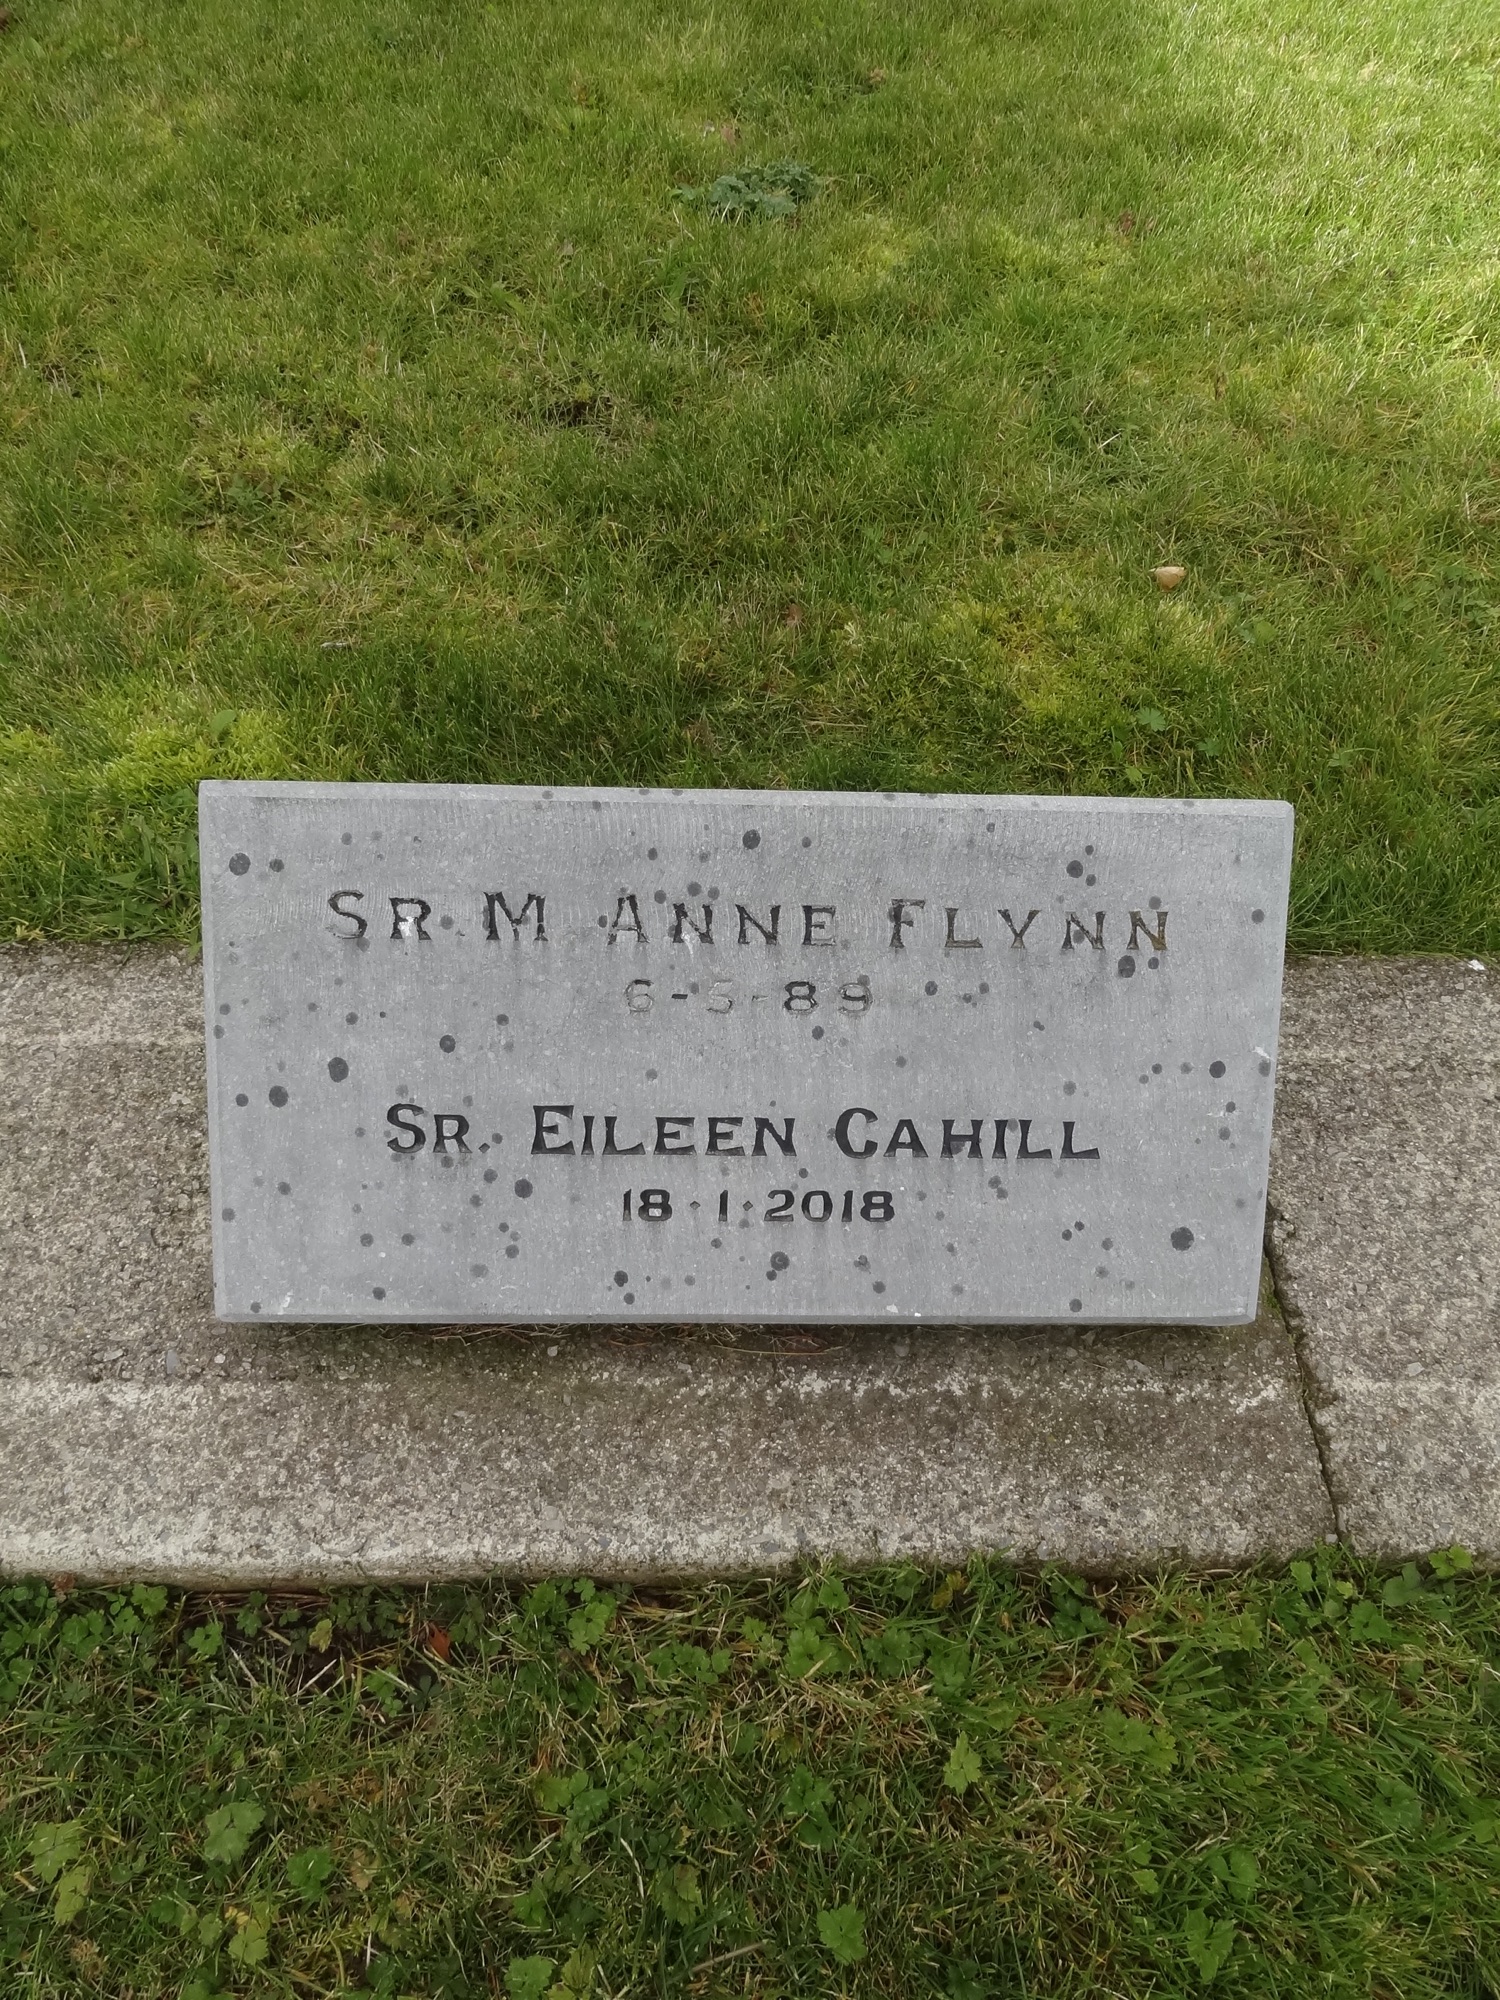 SR M ANNE FLYNN
6-5-89
SR. EILEEN CAHILL
18·1·2018